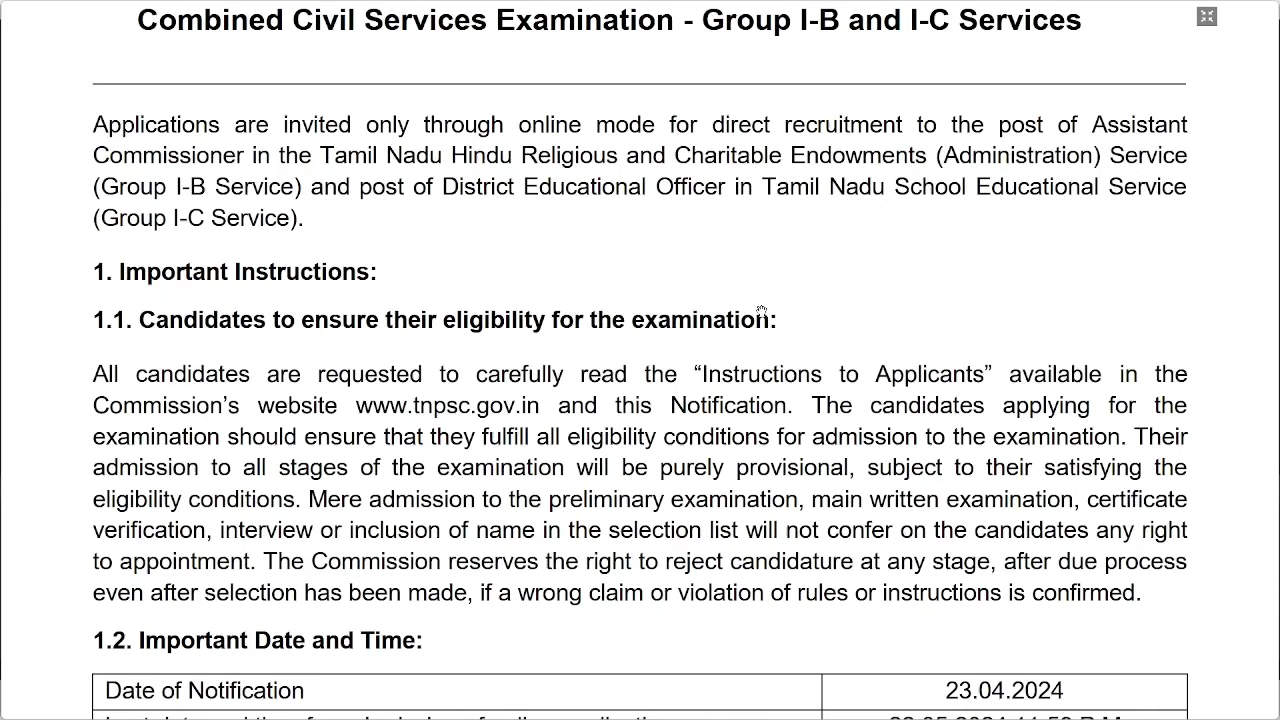 Combined Civil Services Examination - Group I-B and I-C Services
Applications are invited only through online mode for direct recruitment to the post of Assistant
Commissioner in the Tamil Nadu Hindu Religious and Charitable Endowments (Administration) Service
(Group I-B Service) and post of District Educational Officer in Tamil Nadu School Educational Service
(Group I-C Service).
1. Important Instructions:
1.1. Candidates to ensure their eligibility for the examination:
All candidates are requested to carefully read the “Instructions to Applicants” available in the
Commission’s website www.tnpsc.gov.in and this Notification. The candidates applying for the
examination should ensure that they fulfill all eligibility conditions for admission to the examination. Their
admission to all stages of the examination will be purely provisional, subject to their satisfying the
eligibility conditions. Mere admission to the preliminary examination, main written examination, certificate
verification, interview or inclusion of name in the selection list will not confer on the candidates any right
to appointment. The Commission reserves the right to reject candidature at any stage, after due process
even after selection has been made, if a wrong claim or violation of rules or instructions is confirmed.
1.2. Important Date and Time:
Date of Notification 23.04.2024